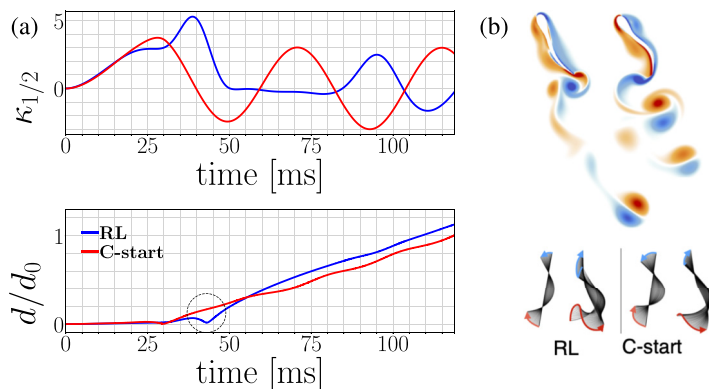 (a)
5
0
κ1/2
0 25 50 75 100
time [ms]
1
0
d/d0
RL
C-start
0 25 50 75 100
time [ms]
(b)
RL C-start